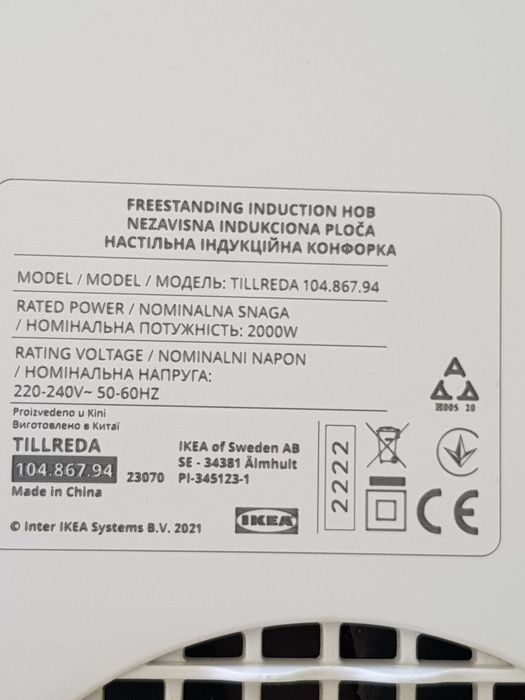 FREESTANDING INDUCTION HOB
NEZAVISNA INDUKCIONA PLOČA
НАСТІЛЬНА ІНДУКЦІЙНА КОНФОРКА
MODEL / MODEL / МОДЕЛЬ: TILLREDA 104.867.94
RATED POWER / NOMINALNA SNAGA
/ НОМІНАЛЬНА ПОТУЖНІСТЬ: 2000W
RATING VOLTAGE / NOMINALNI NAPON
/ НОМІНАЛЬНА НАПРУГА:
220-240V~ 50-60HZ
Proizvedeno u Kini
Виготовлено в Китаї
TILLREDA
104.867.94
23070
Made in China
IKEA of Sweden AB
SE - 34381 Älmhult
PI-345123-1
© Inter IKEA Systems B.V. 2021
IKEA
2222
A
A A
И005 20
CE